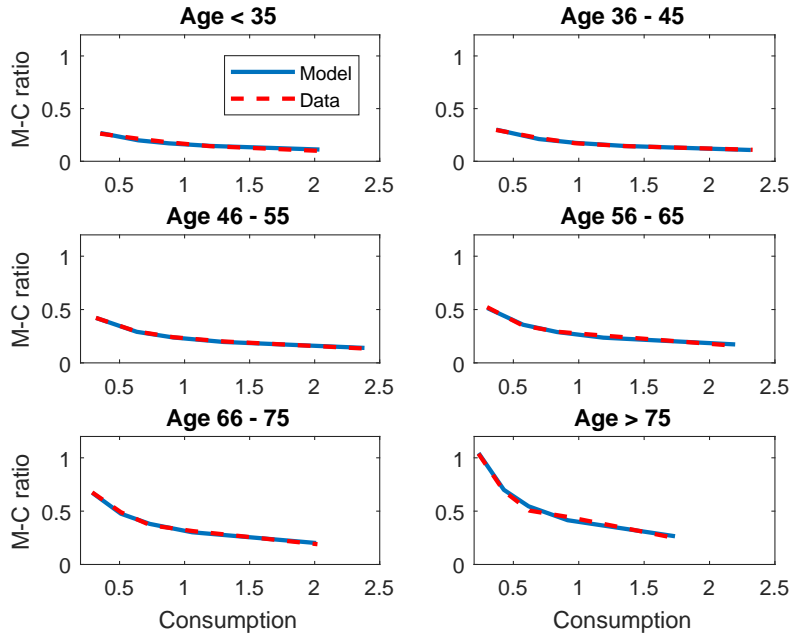 Age < 35
Age 36 - 45
M-C ratio
1
0.5
0
Model
Data
0.5 1 1.5 2 2.5
1
0.5
0
0.5 1 1.5 2 2.5
Age 46 - 55
Age 56 - 65
M-C ratio
1
0.5
0
0.5 1 1.5 2 2.5
1
0.5
0
0.5 1 1.5 2 2.5
Age 66 - 75
Age > 75
M-C ratio
1
0.5
0
0.5 1 1.5 2 2.5
Consumption
1
0.5
0
0.5 1 1.5 2 2.5
Consumption